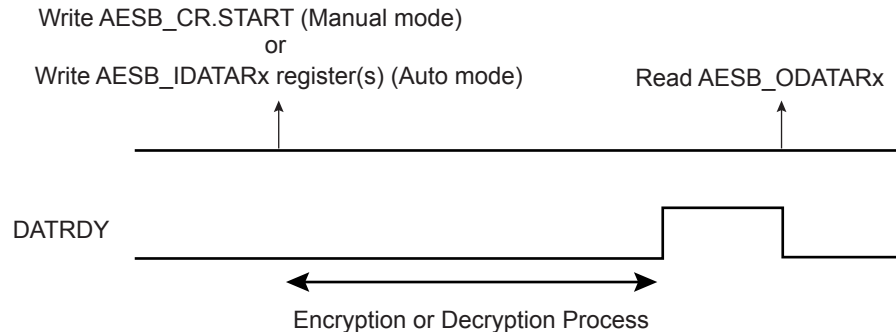 Write AESB_CR.START (Manual mode)
or
Write AESB_IDATARx register(s) (Auto mode)
Read AESB_ODATARx
DATRDY
Encryption or Decryption Process